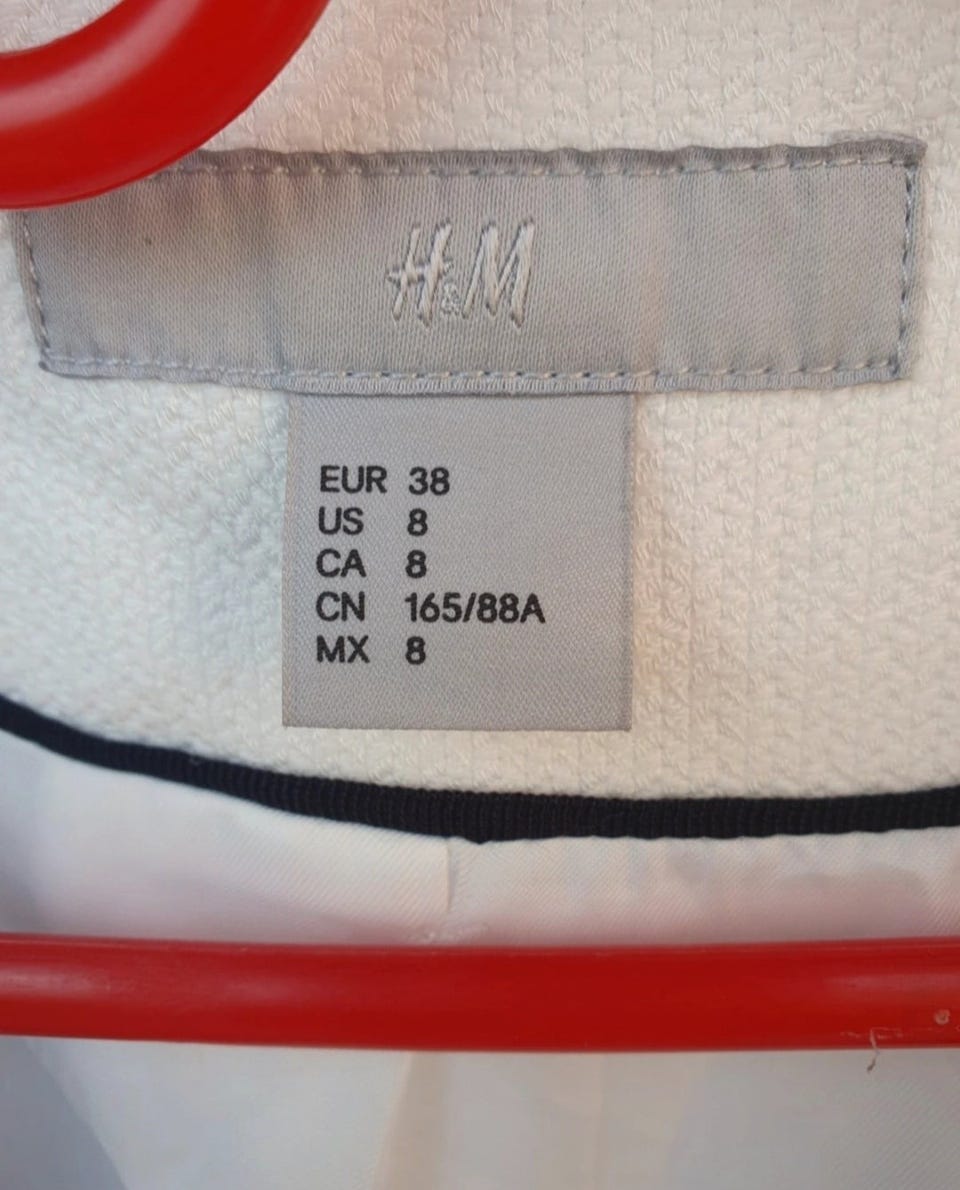 H&M
EUR 38
US 8
CA 8
CN 165/88A
MX 8